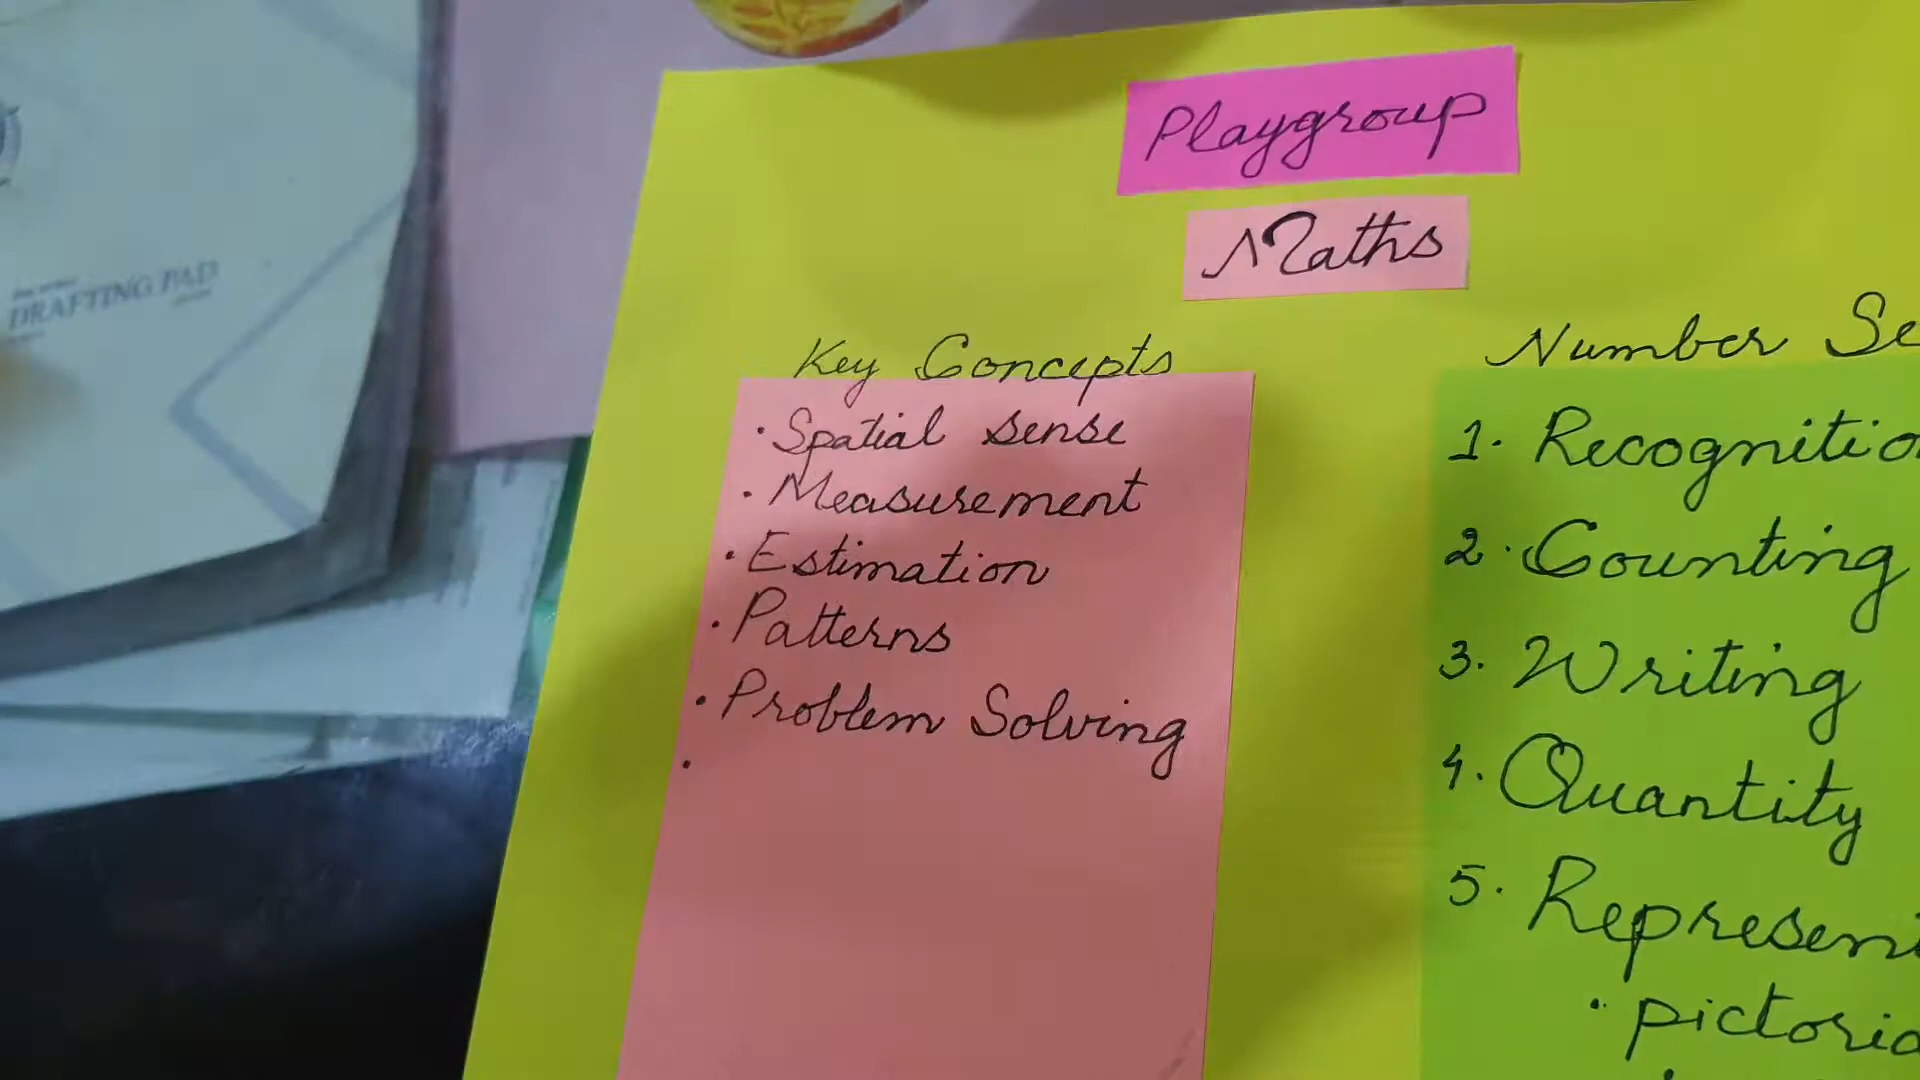 DRAFTING PAD
Playgroup
Maths
Key Concepts
· Spatial sense
· Measurement
· Estimation
· Patterns
· Problem Solving
·
Number Se
1. Recognitio
2. Counting
3. Writing
4. Quantity
5. Represent
· pictoria